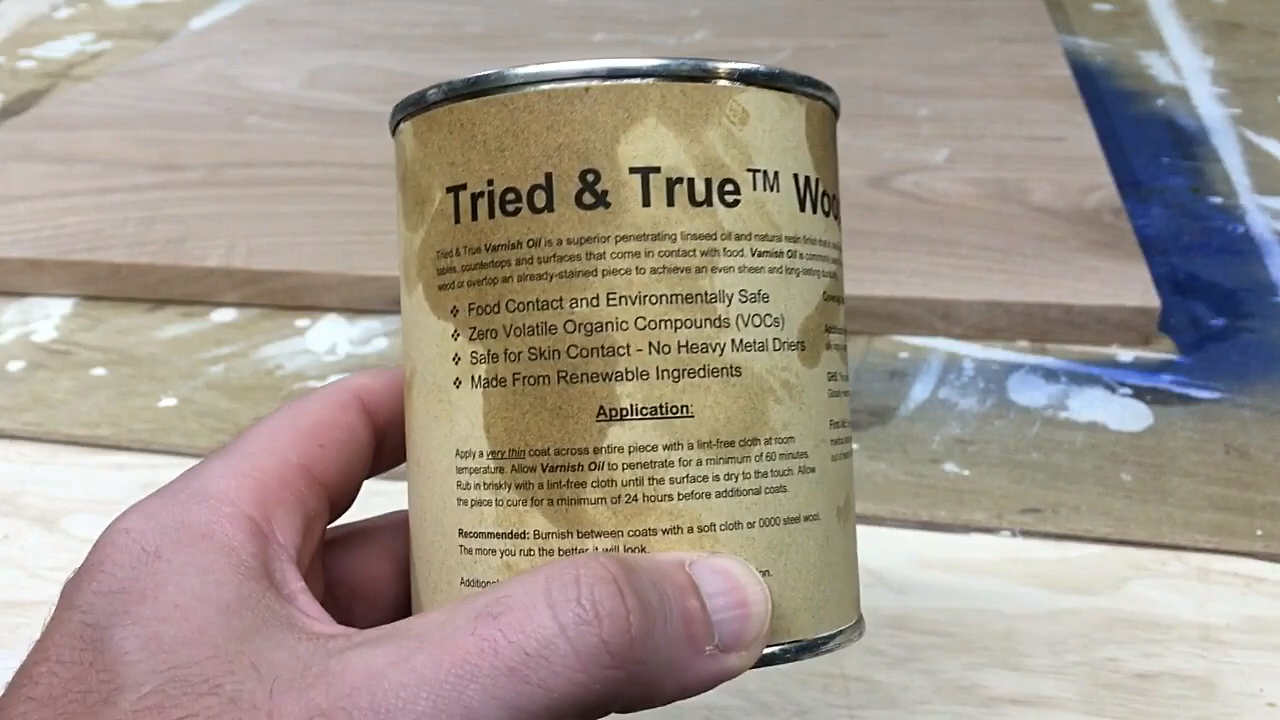 Tried & True™ Woo
Tried & True Varnish Oil is a superior penetrating linseed oil and natural resin finish that is
tables, countertops and surfaces that come in contact with food. Varnish Oil is commonly
wood or overtop an already-stained piece to achieve an even sheen and long-lasting
❖ Food Contact and Environmentally Safe
❖ Zero Volatile Organic Compounds (VOCs)
❖ Safe for Skin Contact - No Heavy Metal Driers
❖ Made From Renewable Ingredients
Application:
Apply a very thin coat across entire piece with a lint-free cloth at room
temperature. Allow Varnish Oil to penetrate for a minimum of 60 minutes.
Rub in briskly with a lint-free cloth until the surface is dry to the touch. Allow
the piece to cure for a minimum of 24 hours before additional coats.
Recommended: Burnish between coats with a soft cloth or 0000 steel wool.
The more you rub the better it will look.
Additional